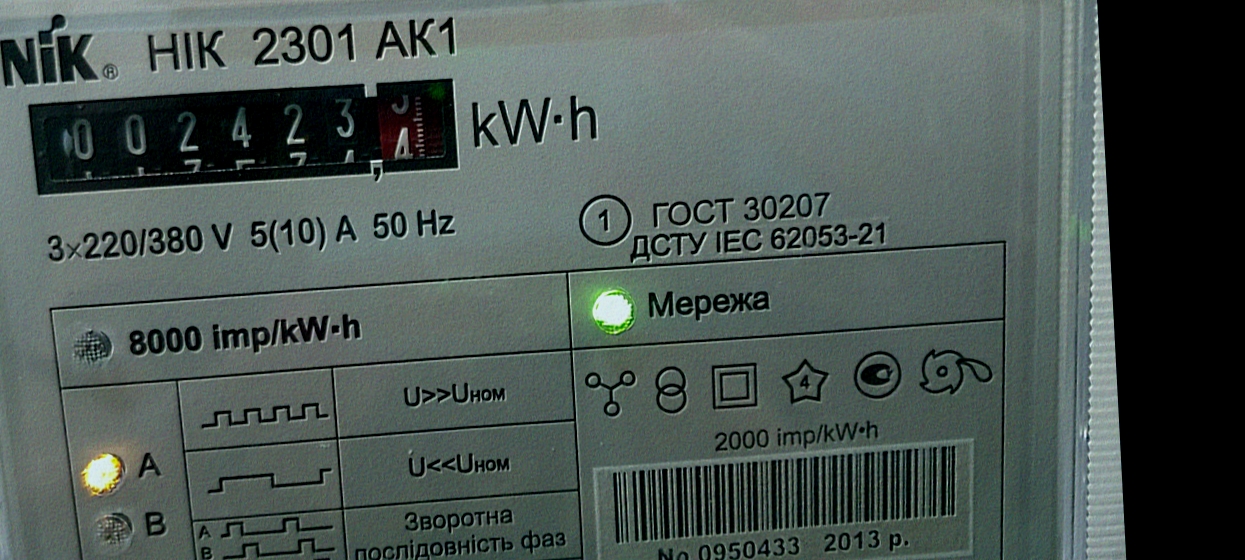 NiK® НІК 2301 АК1
0 0 2 4 2 3 , 4 kW·h
3×220/380 V 5(10) A 50 Hz
1 ГОСТ 30207
ДСТУ IEC 62053-21
8000 imp/kW·h
Мережа
U>>Uном
4
2000 imp/kW·h
A
U<<Uном
B
A
B
Зворотна
послідовність фаз
No 0950433 2013 р.